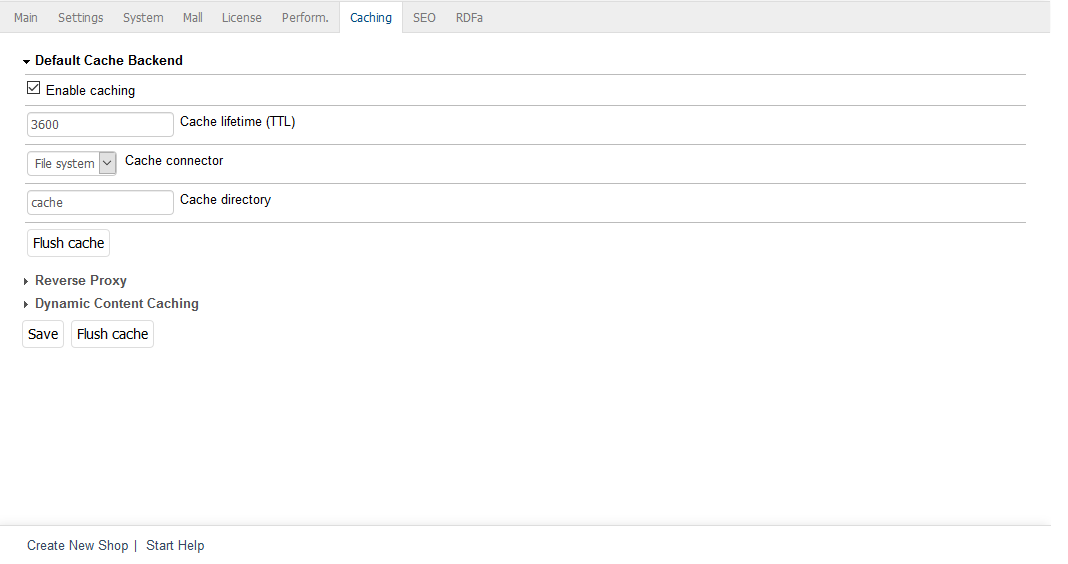 Main Settings System Mall License Perform. Caching SEO RDFa
Default Cache Backend
Enable caching
3600 Cache lifetime (TTL)
File system Cache connector
cache Cache directory
Flush cache
Reverse Proxy
Dynamic Content Caching
Save Flush cache
Create New Shop | Start Help